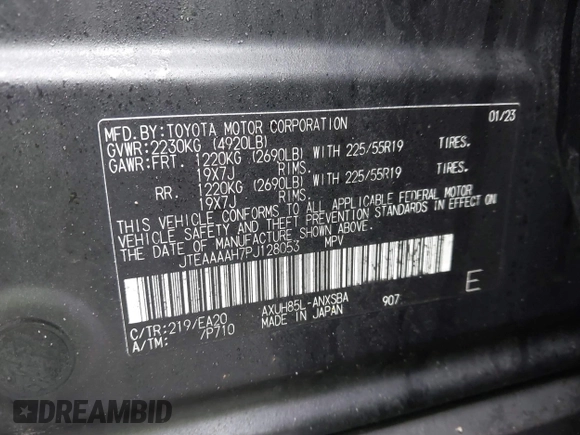 MFD. BY: TOYOTA MOTOR CORPORATION 01/23
GVWR: 2230KG (4920LB)
GAWR: FRT. 1220KG (2690LB) WITH 225/55R19 TIRES.
19X7J RIMS.
RR. 1220KG (2690LB) WITH 225/55R19 TIRES.
19X7J RIMS.
THIS VEHICLE CONFORMS TO ALL APPLICABLE FEDERAL MOTOR
VEHICLE SAFETY AND THEFT PREVENTION STANDARDS IN EFFECT ON
THE DATE OF MANUFACTURE SHOWN ABOVE.
JTEAAAAH7PJ128053 MPV
E
C/TR: 219/EA20 AXUH85L-ANXSBA 907
A/TM: /P710 MADE IN JAPAN
DREAMBID